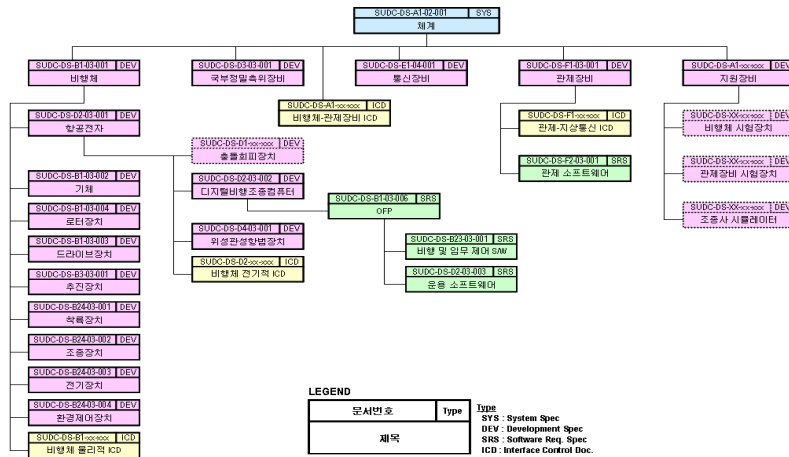 SUDC-DS-A1-02-001 SYS
체계
SUDC-DS-B1-03-001 DEV
비행체
SUDC-DS-D3-03-001 DEV
국부정밀측위장비
SUDC-DS-E1-04-001 DEV
통신장비
SUDC-DS-F1-03-001 DEV
관제장비
SUDC-DS-A1-xx-xxx DEV
지원장비
SUDC-DS-A1-xx-xxx ICD
비행체-관제장비 ICD
SUDC-DS-D2-03-001 DEV
항공전자
SUDC-DS-F1-xx-xxx ICD
관제-지상통신 ICD
SUDC-DS-XX-xx-xxx DEV
비행체 시험장치
SUDC-DS-D1-xx-xxx DEV
충돌회피장치
SUDC-DS-F2-03-001 SRS
관제 소프트웨어
SUDC-DS-XX-xx-xxx DEV
관제장비 시험장치
SUDC-DS-B1-03-002 DEV
기체
SUDC-DS-D2-03-002 DEV
디지털비행조종컴퓨터
SUDC-DS-B1-03-006 SRS
OFP
SUDC-DS-XX-xx-xxx DEV
조종사 시뮬레이터
SUDC-DS-B1-03-004 DEV
로터장치
SUDC-DS-D4-03-001 DEV
위성관성항법장치
SUDC-DS-B23-03-001 SRS
비행 및 임무 제어 S/W
SUDC-DS-B1-03-003 DEV
드라이브장치
SUDC-DS-D2-xx-xxx ICD
비행체 전기적 ICD
SUDC-DS-D2-03-003 SRS
운용 소프트웨어
SUDC-DS-B3-03-001 DEV
추진장치
SUDC-DS-B24-03-001 DEV
착륙장치
SUDC-DS-B24-03-002 DEV
조종장치
SUDC-DS-B24-03-003 DEV
전기장치
SUDC-DS-B24-03-004 DEV
환경제어장치
SUDC-DS-B1-xx-xxx ICD
비행체 물리적 ICD
LEGEND
문서번호 Type
제목
Type
SYS : System Spec
DEV : Development Spec
SRS : Software Req. Spec
ICD : Interface Control Doc.